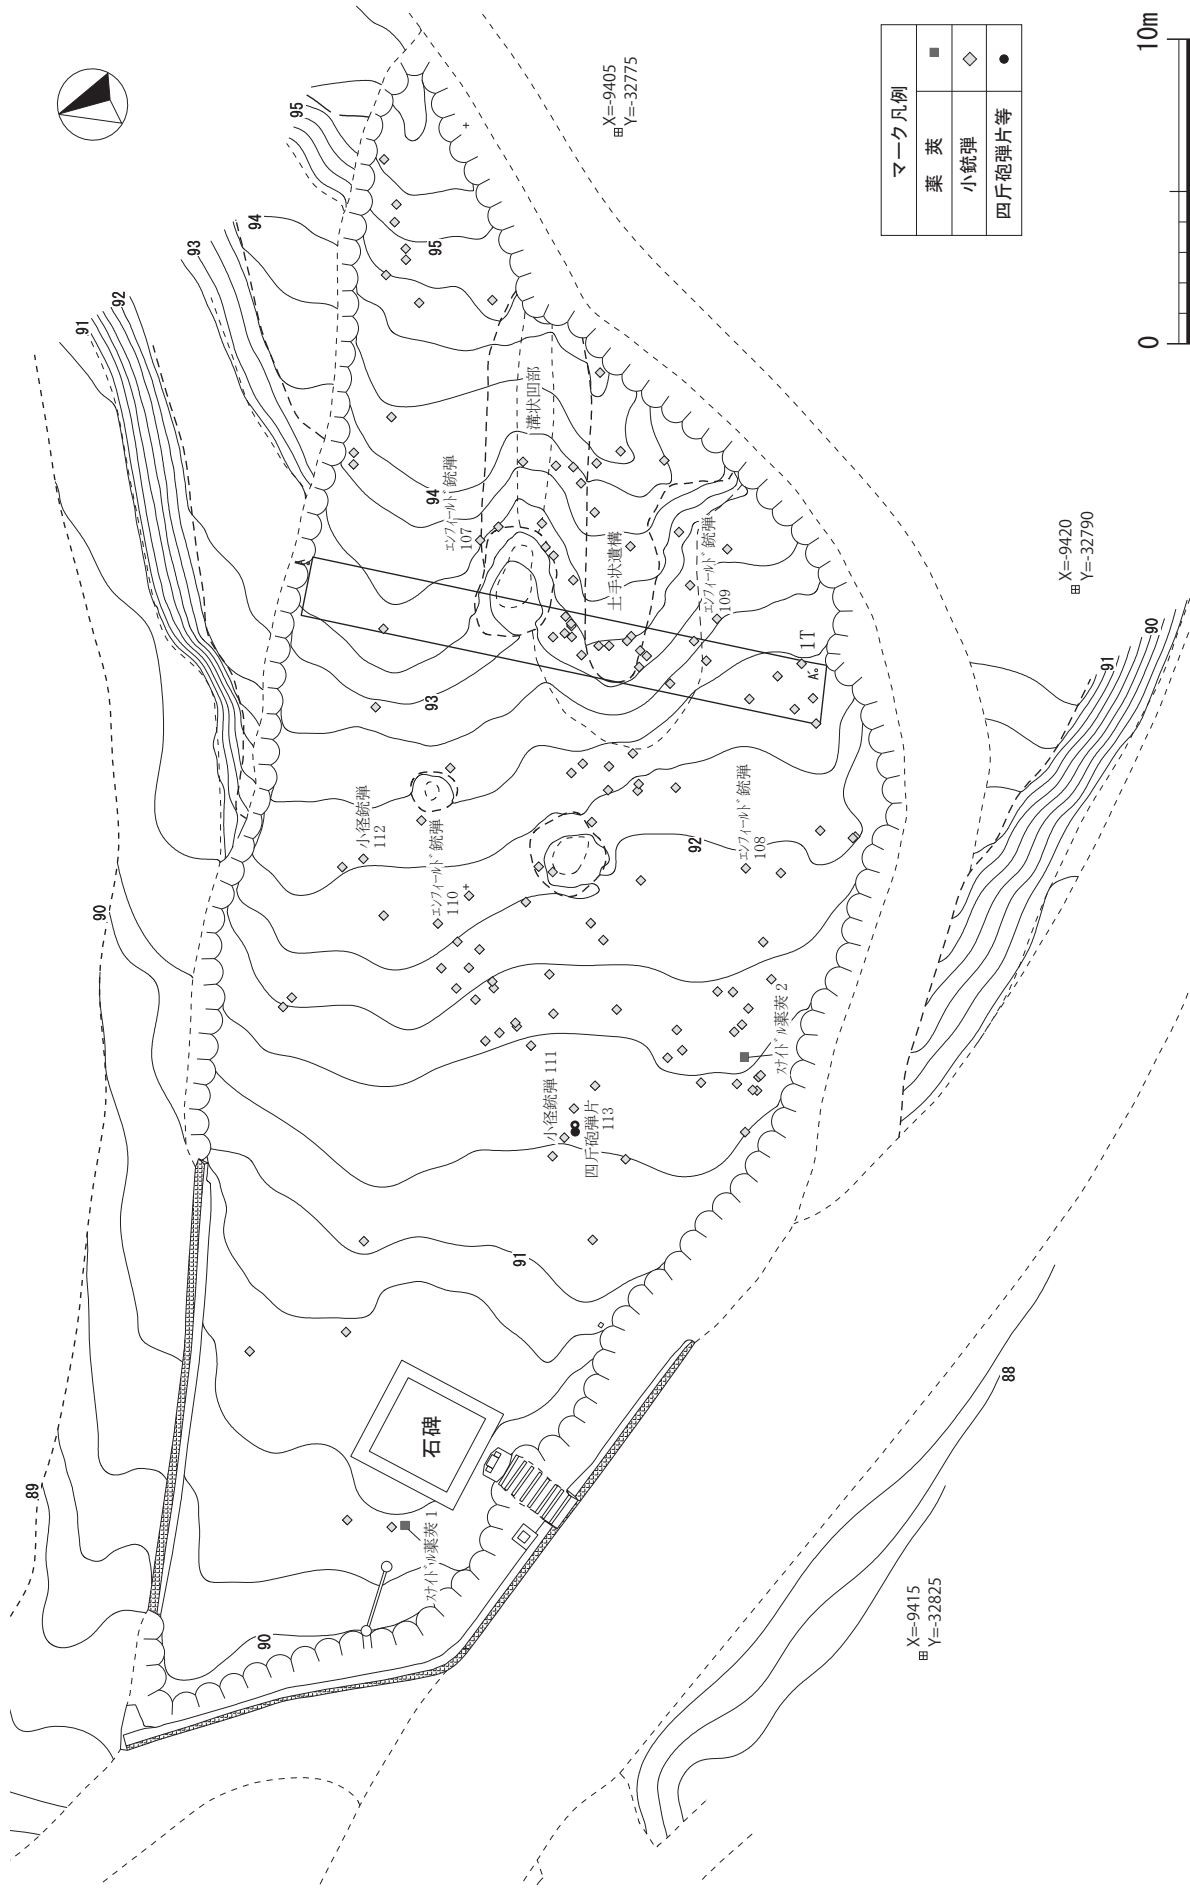 95
95
94
93
92
91
X=-9405
Y=-32775
マーク凡例
薬 莢
小銃弾
四斤砲弾片等
0 10m
溝状凹部
94
エンフィールド銃弾
107
土手状遺構
エンフィールド銃弾
109
1T
A
93
小径銃弾
112
エンフィールド銃弾
110
92
エンフィールド銃弾
108
X=-9420
Y=-32790
90
91
90
スナイドル薬莢 2
小径銃弾 111
四斤砲弾片
113
91
石碑
89
スナイドル薬莢 1
90
88
X=-9415
Y=-32825